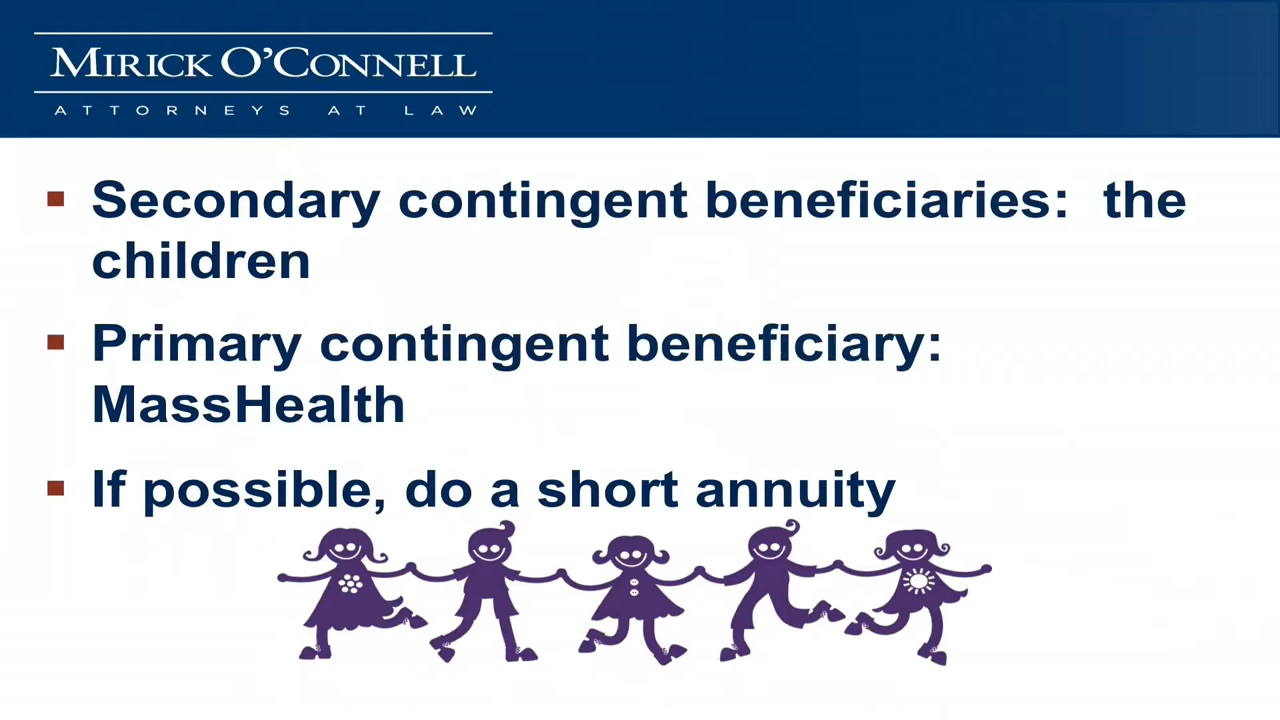 MIRICK O'CONNELL
ATTORNEYS AT LAW
Secondary contingent beneficiaries: the
children
Primary contingent beneficiary:
MassHealth
If possible, do a short annuity